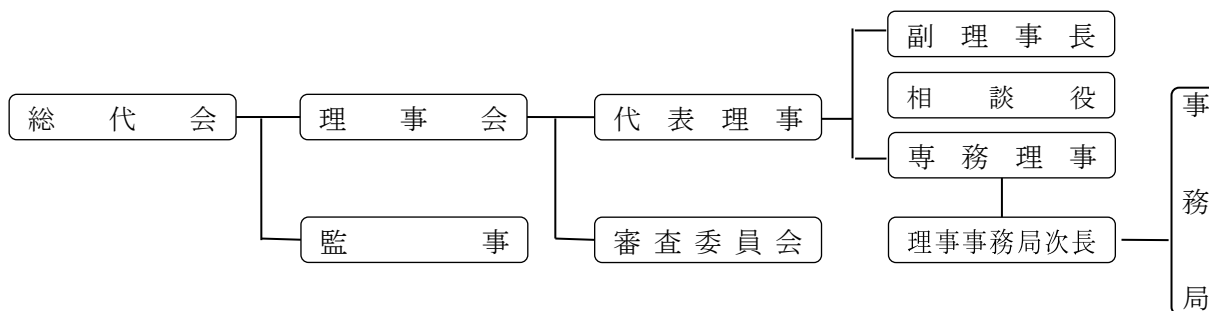 総代会
理事会
代表理事
副理事長
相談役
専務理事
監事
審査委員会
理事事務局次長
事務局